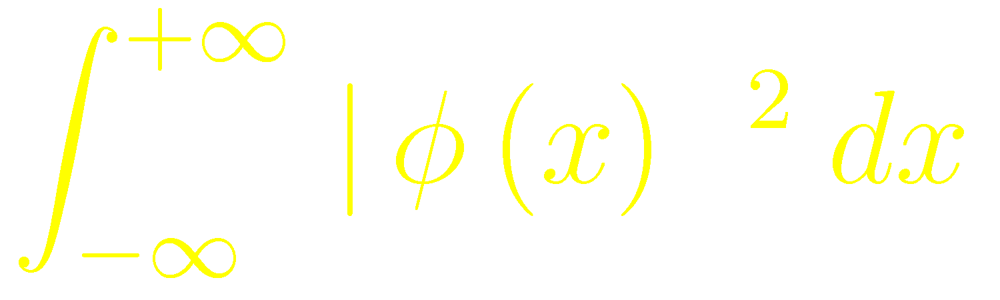 ∫_{−∞}^{+∞} | ϕ (x) ² dx